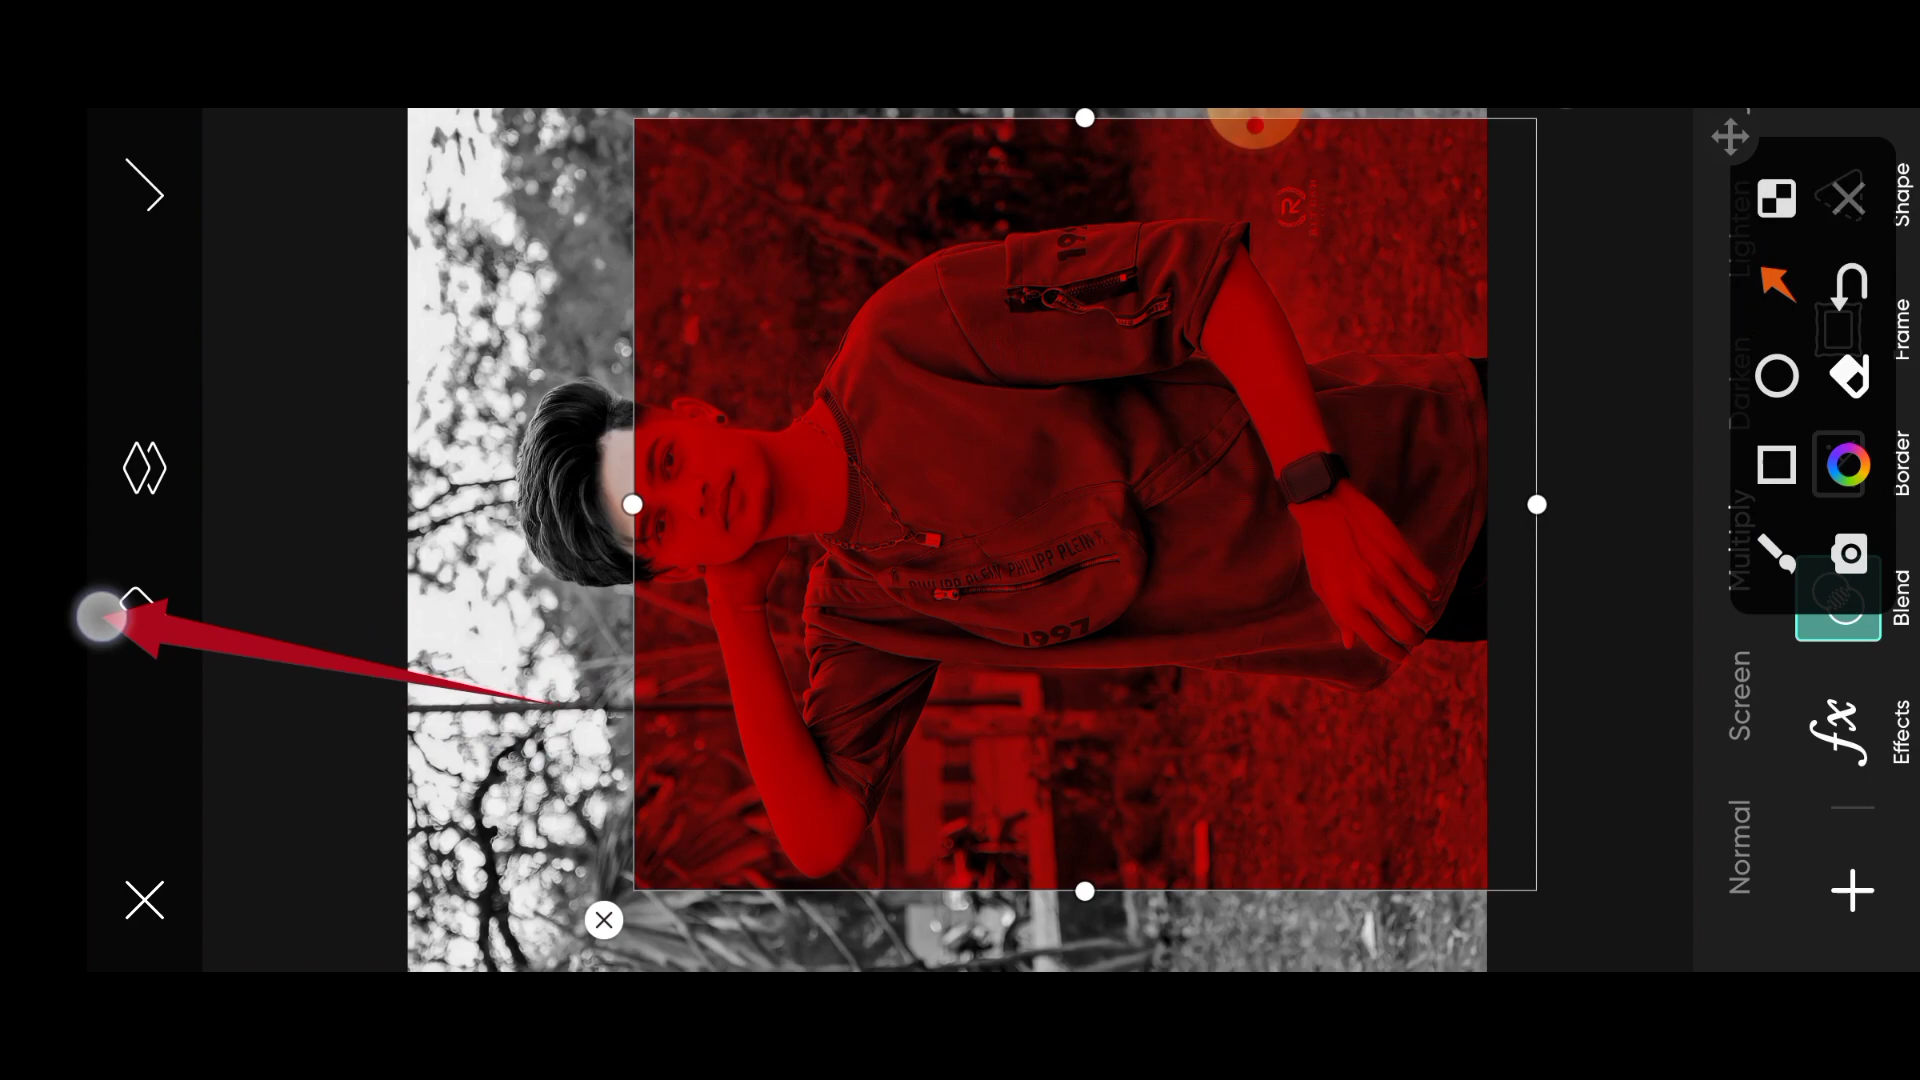 Normal
Screen
Multiply
Darken
Lighten
Effects
Blend
Border
Frame
Shape
PHILIPP PLEIN PHILIPP PLEIN
1997
R